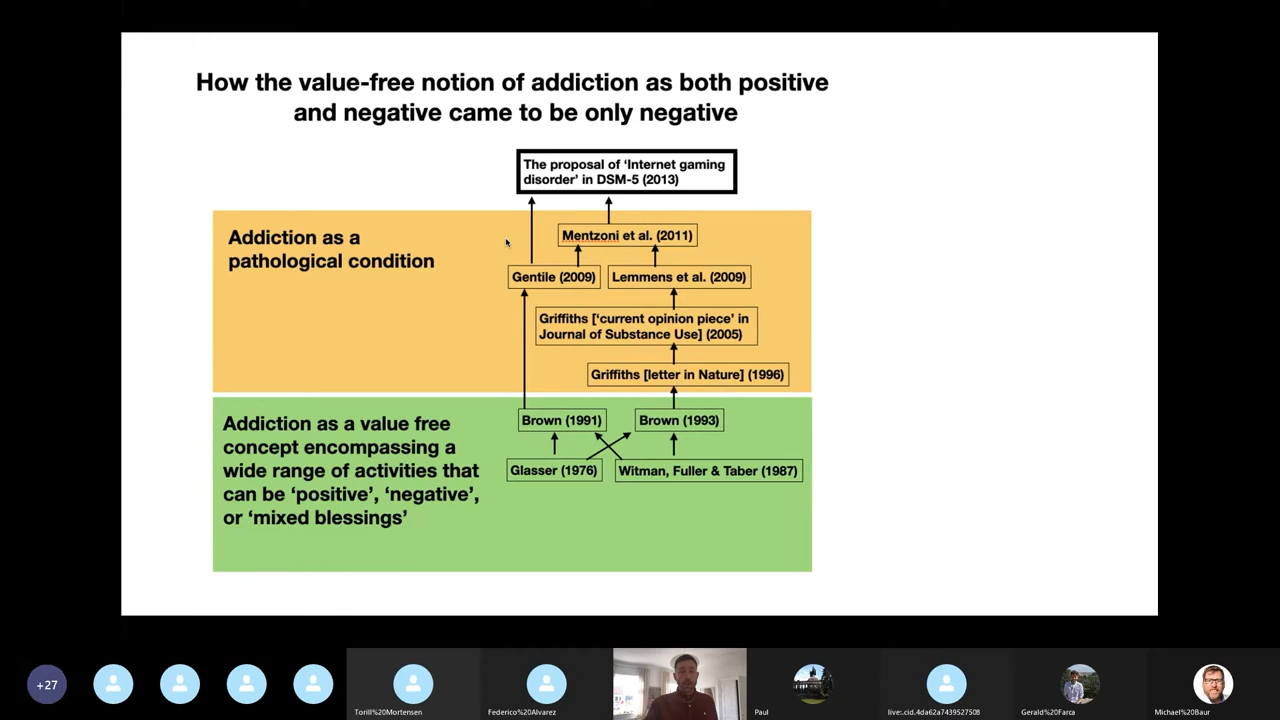 How the value-free notion of addiction as both positive
and negative came to be only negative
The proposal of ‘Internet gaming
disorder’ in DSM-5 (2013)
Addiction as a
pathological condition
Mentzoni et al. (2011)
Gentile (2009)
Lemmens et al. (2009)
Griffiths [‘current opinion piece’ in
Journal of Substance Use] (2005)
Griffiths [letter in Nature] (1996)
Addiction as a value free
concept encompassing a
wide range of activities that
can be ‘positive’, ‘negative’,
or ‘mixed blessings’
Brown (1991)
Brown (1993)
Glasser (1976)
Witman, Fuller & Taber (1987)
+27
Torill%20Mortensen
Federico%20Alvarez
Paul
live:.cid.4da62a7439527508
Gerald%20Farca
Michael%20Baur